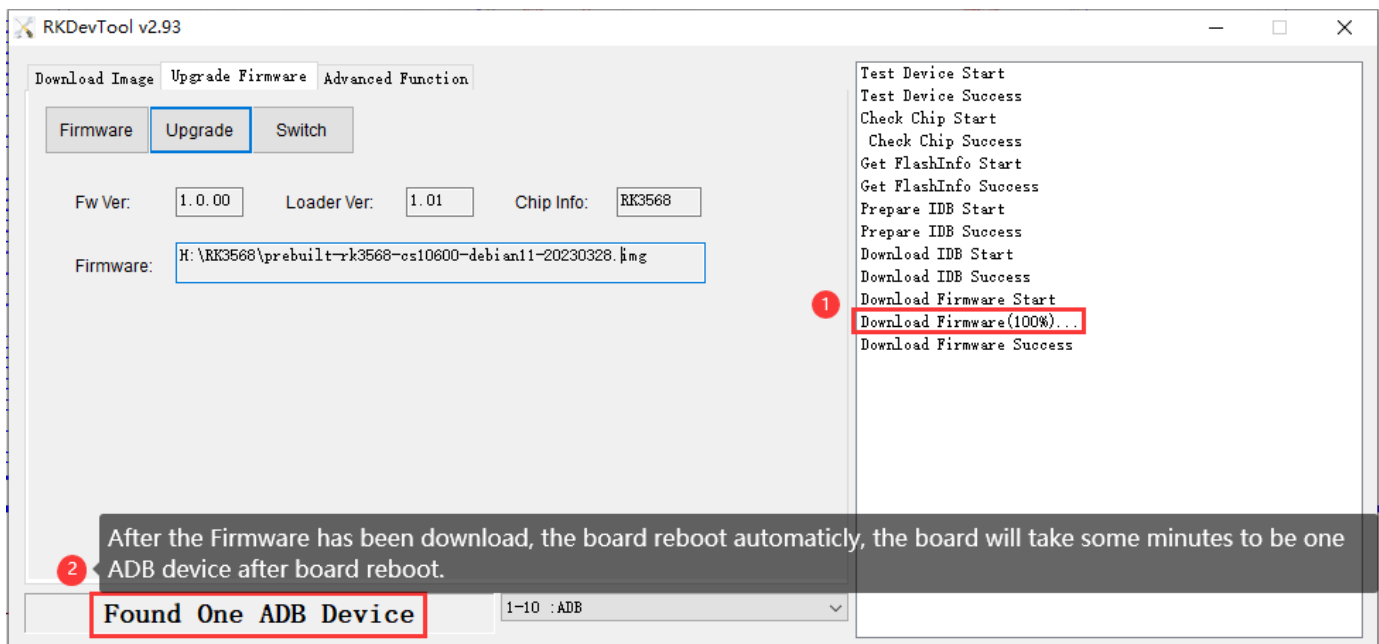 RKDevTool v2.93
Download Image Upgrade Firmware Advanced Function
Firmware Upgrade Switch
Fw Ver: 1.0.00 Loader Ver: 1.01 Chip Info: RK3568
Firmware: H:\RK3568\prebuilt-rk3568-cs10600-debian11-20230328.img
Test Device Start
Test Device Success
Check Chip Start
Check Chip Success
Get FlashInfo Start
Get FlashInfo Success
Prepare IDB Start
Prepare IDB Success
Download IDB Start
Download IDB Success
Download Firmware Start
1
Download Firmware(100%)...
Download Firmware Success
After the Firmware has been download, the board reboot automaticly, the board will take some minutes to be one
2
ADB device after board reboot.
Found One ADB Device
1-10 :ADB